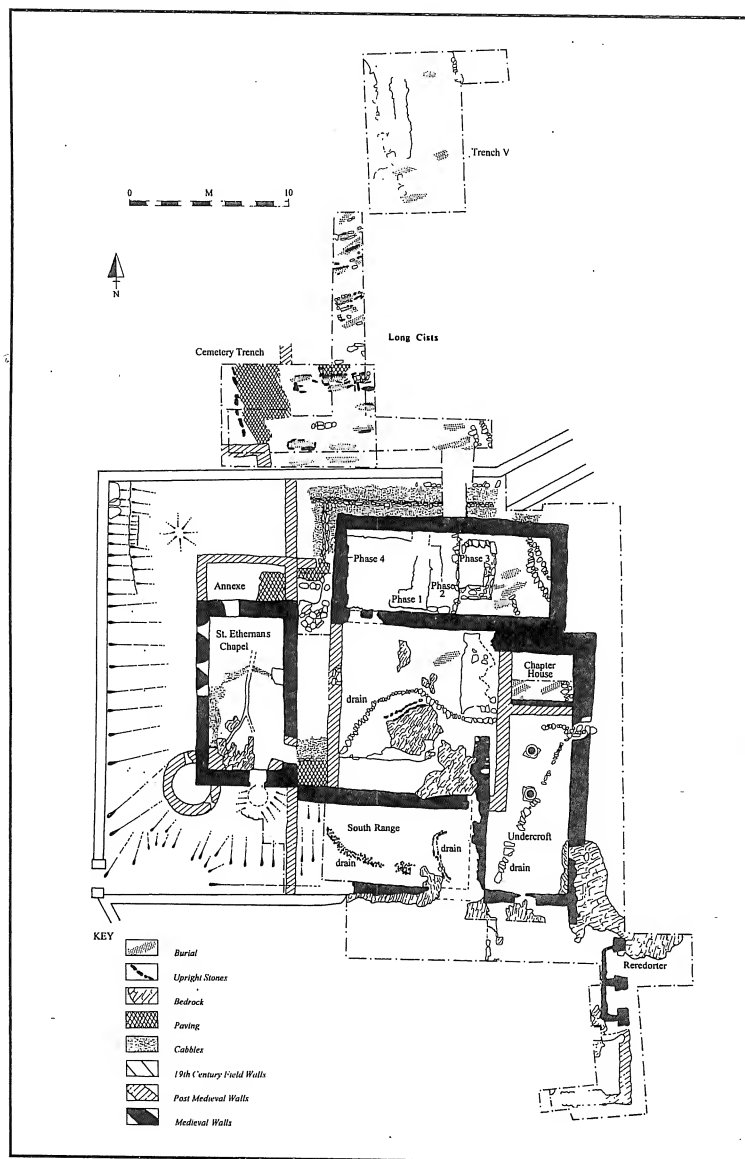 Trench V
0 M 10
N
Long Cists
Cemetery Trench
Phase 4
Phase 3
Phase 2
Phase 1
Annexe
St. Ethernans
Chapel
Chapter
House
drain
South Range
drain
drain
Undercroft
drain
Reredorter
KEY
Burial
Upright Stones
Bedrock
Paving
Cabbles
19th Century Field Walls
Post Medieval Walls
Medieval Walls